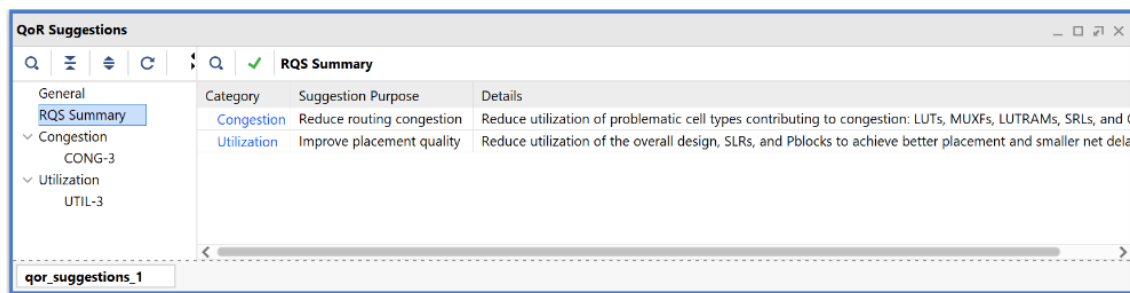 QoR Suggestions
RQS Summary
General
RQS Summary
Congestion
CONG-3
Utilization
UTIL-3
Category Suggestion Purpose Details
Congestion Reduce routing congestion Reduce utilization of problematic cell types contributing to congestion: LUTs, MUXFs, LUTRAMs, SRLs, and
Utilization Improve placement quality Reduce utilization of the overall design, SLRs, and Pblocks to achieve better placement and smaller net
qor_suggestions_1